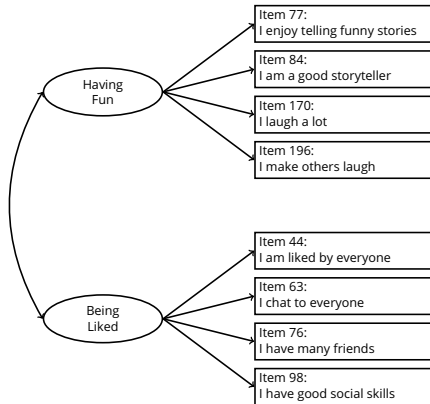 Item 77:
I enjoy telling funny stories
Item 84:
I am a good storyteller
Having
Fun
Item 170:
I laugh a lot
Item 196:
I make others laugh
Item 44:
I am liked by everyone
Item 63:
I chat to everyone
Being
Liked
Item 76:
I have many friends
Item 98:
I have good social skills